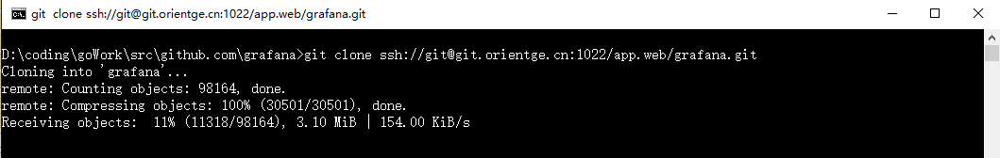 git  clone ssh://git@git.orientge.cn:1022/app.web/grafana.git
D:\coding\goWork\src\github.com\grafana>git clone ssh://git@git.orientge.cn:1022/app.web/grafana.git
Cloning into 'grafana'...
remote: Counting objects: 98164, done.
remote: Compressing objects: 100% (30501/30501), done.
Receiving objects:  11% (11318/98164), 3.10 MiB | 154.00 KiB/s